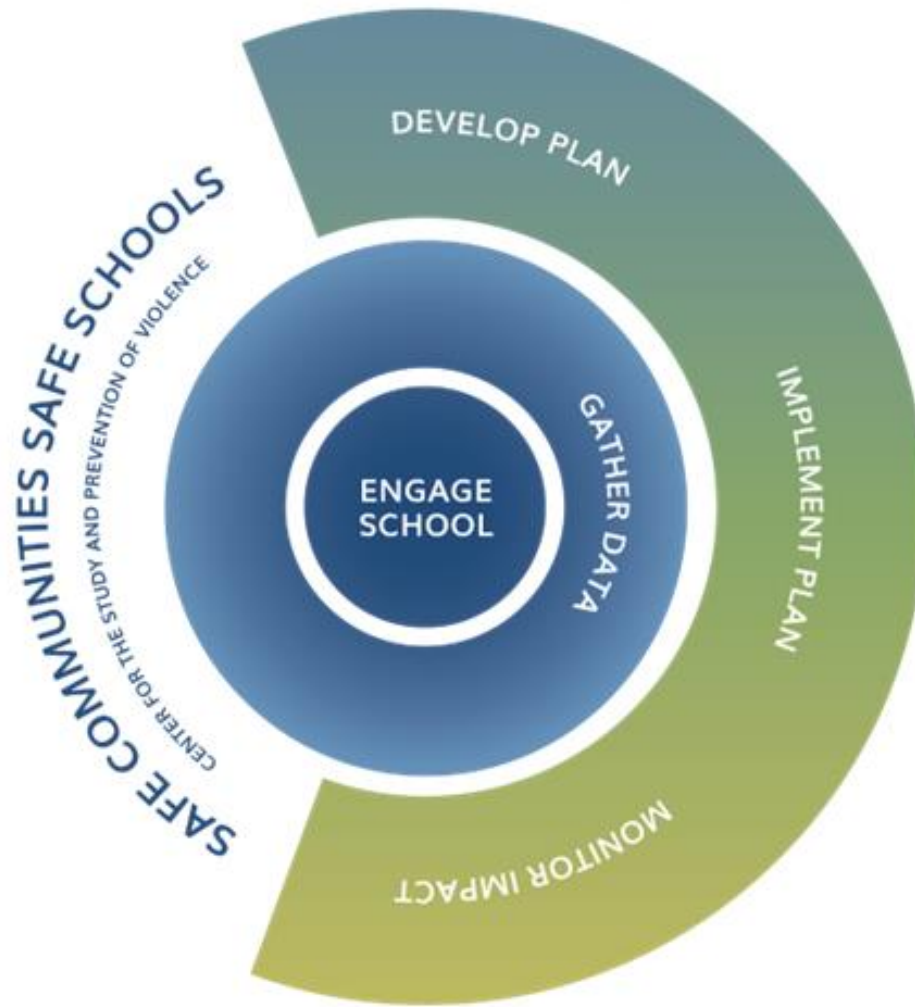 SAFE COMMUNITIES SAFE SCHOOLS
CENTER FOR THE STUDY AND PREVENTION OF VIOLENCE
ENGAGE
SCHOOL
GATHER DATA
DEVELOP PLAN
IMPLEMENT PLAN
MONITOR IMPACT